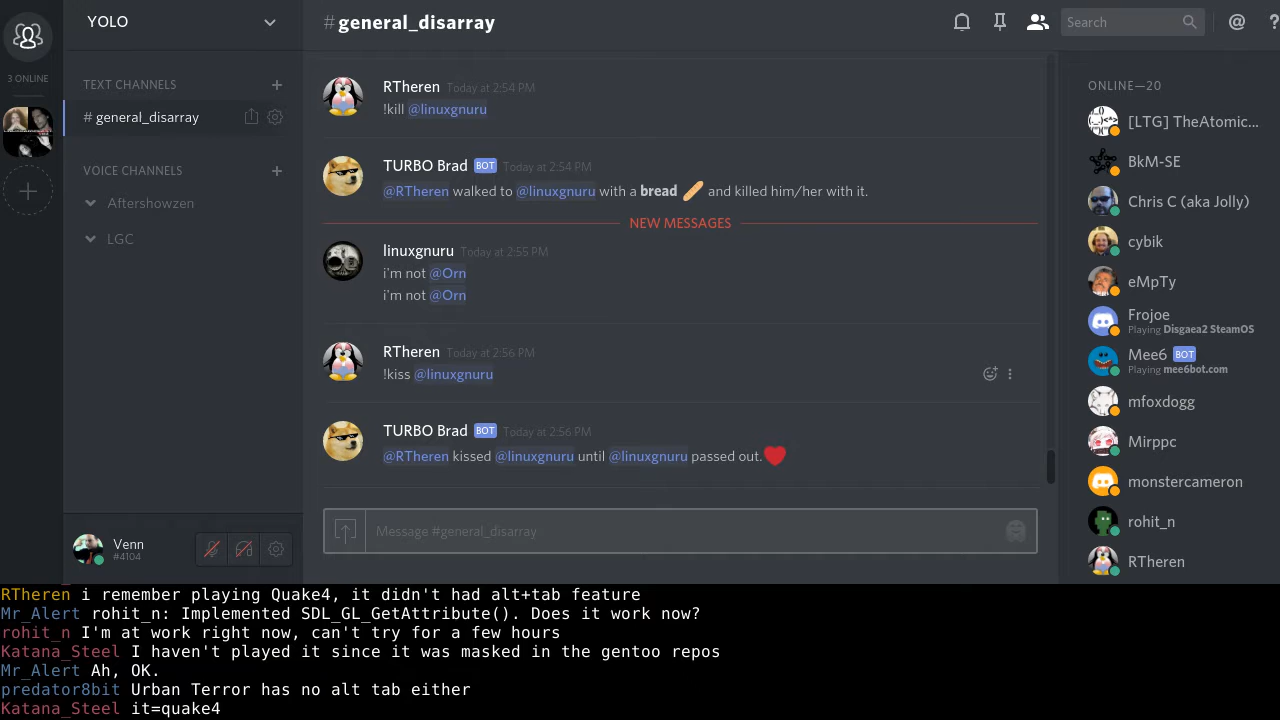 YOLO
#general_disarray
Search
@
?
3 ONLINE
TEXT CHANNELS
+
# general_disarray
VOICE CHANNELS
+
Aftershowzen
LGC
Venn
#4104
RTheren Today at 2:54 PM
!kill @linuxgnuru
TURBO Brad BOT Today at 2:54 PM
@RTheren walked to @linuxgnuru with a bread 🥖 and killed him/her with it.
NEW MESSAGES
linuxgnuru Today at 2:55 PM
i'm not @Orn
i'm not @Orn
RTheren Today at 2:56 PM
!kiss @linuxgnuru
TURBO Brad BOT Today at 2:56 PM
@RTheren kissed @linuxgnuru until @linuxgnuru passed out.❤
Message #general_disarray
ONLINE—20
[LTG] TheAtomic...
BkM-SE
Chris C (aka Jolly)
cybik
eMpTy
Frojoe
Playing Disgaea2 SteamOS
Mee6 BOT
Playing mee6bot.com
mfoxdogg
Mirppc
monstercameron
rohit_n
RTheren
RTheren i remember playing Quake4, it didn't had alt+tab feature
Mr_Alert rohit_n: Implemented SDL_GL_GetAttribute(). Does it work now?
rohit_n I'm at work right now, can't try for a few hours
Katana_Steel I haven't played it since it was masked in the gentoo repos
Mr_Alert Ah, OK.
predator8bit Urban Terror has no alt tab either
Katana_Steel it=quake4